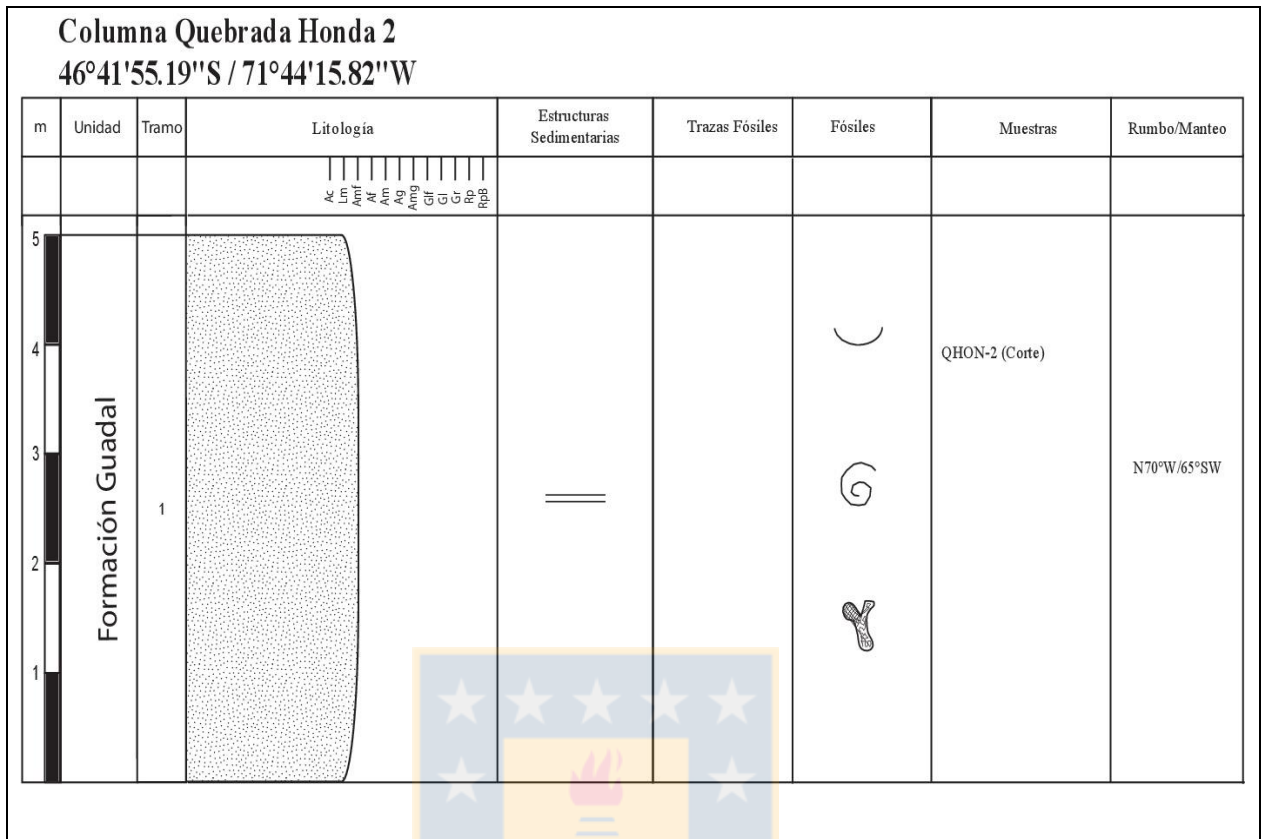 Columna Quebrada Honda 2
46°41'55.19"S / 71°44'15.82"W
m
Unidad
Tramo
Litología
Estructuras
Sedimentarias
Trazas Fósiles
Fósiles
Muestras
Rumbo/Manteo
Ac
Lm
Amf
Af
Am
Ag
Amg
Glf
Gl
Gr
Rp
RpB
5
4
3
2
1
Formación Guadal
1
QHON-2 (Corte)
N70°W/65°SW